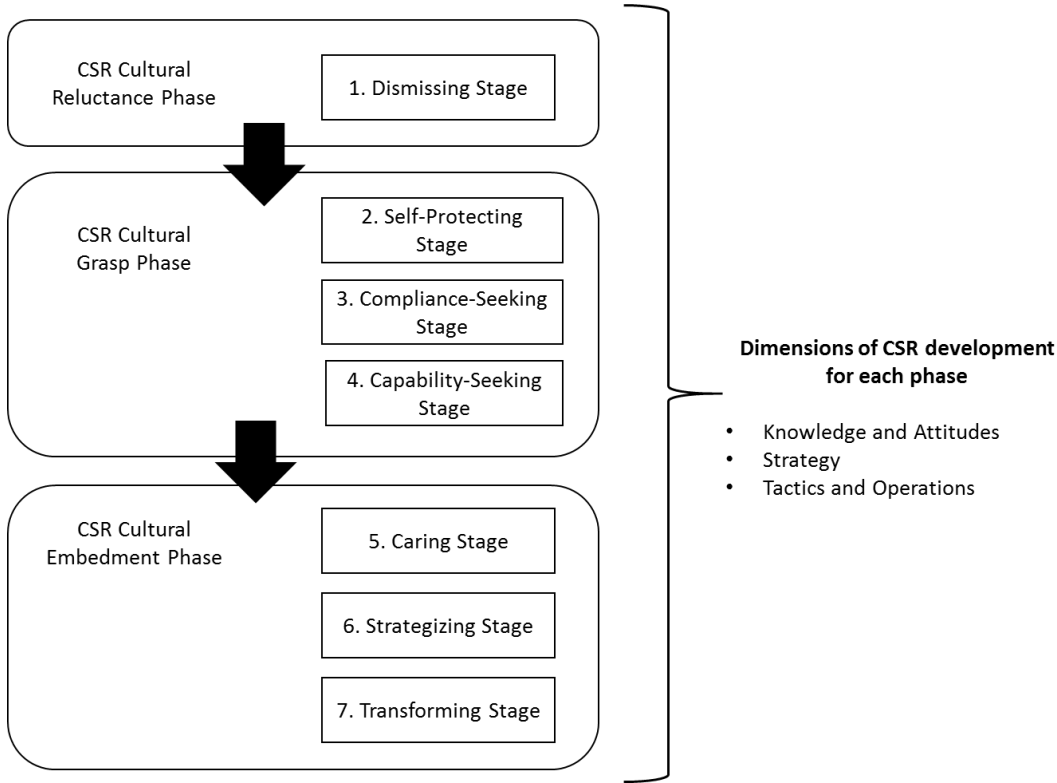 CSR Cultural
Reluctance Phase
1. Dismissing Stage
CSR Cultural
Grasp Phase
2. Self-Protecting
Stage
3. Compliance-Seeking
Stage
4. Capability-Seeking
Stage
CSR Cultural
Embedment Phase
5. Caring Stage
6. Strategizing Stage
7. Transforming Stage
Dimensions of CSR development
for each phase
• Knowledge and Attitudes
• Strategy
• Tactics and Operations